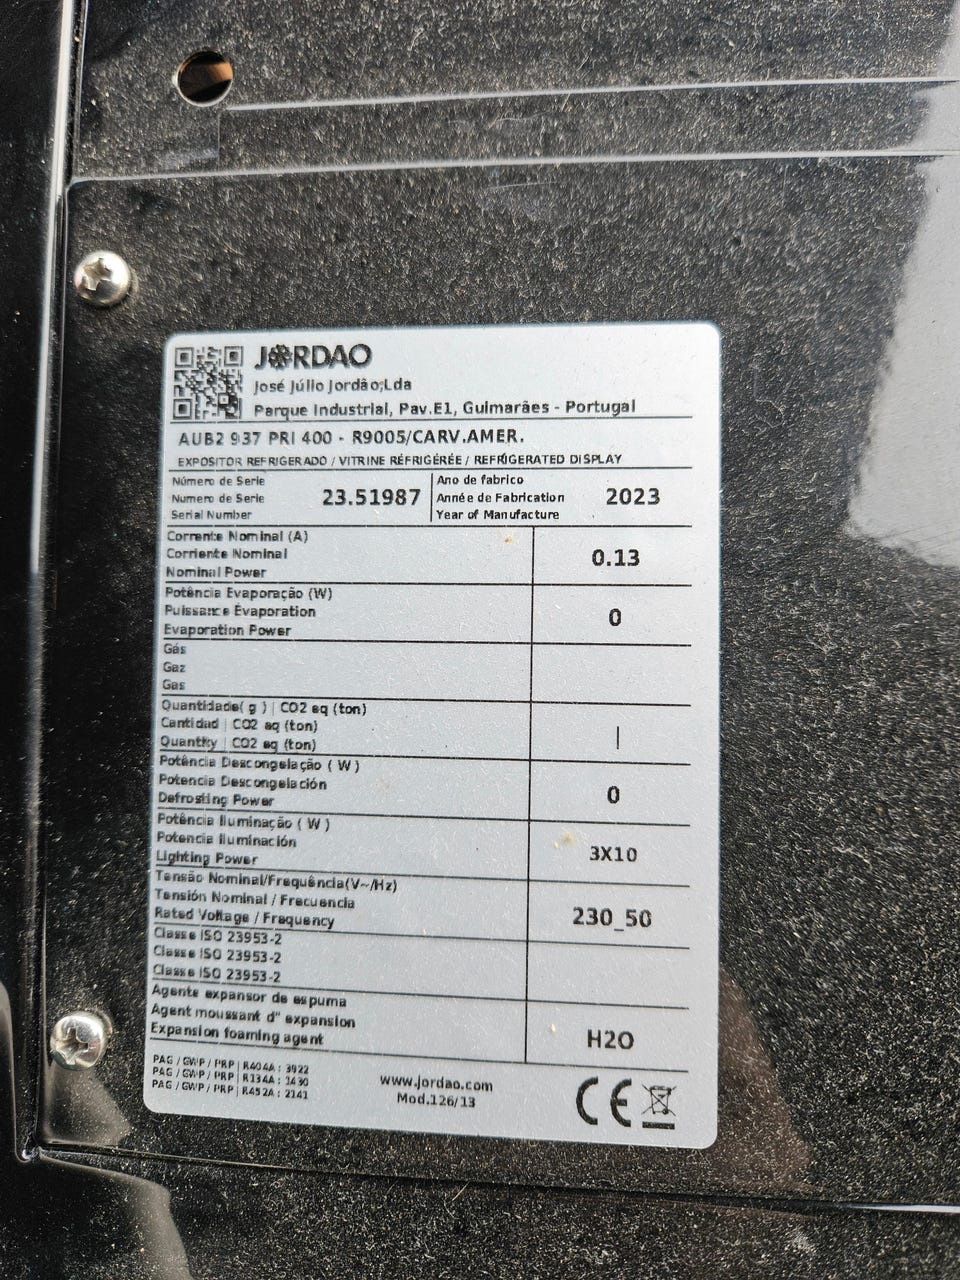 JORDAO
José Júlio Jordão;Lda
Parque Industrial, Pav.E1, Guimarães - Portugal
AUB2 937 PRI 400 - R9005/CARV.AMER.
EXPOSITOR REFRIGERADO / VITRINE RÉFRIGÉRÉE / REFRIGERATED DISPLAY
Número de Serie
Numero de Serie
Serial Number
23.51987
Ano de fabrico
Année de Fabrication
Year of Manufacture
2023
Corrente Nominal (A)
Corriente Nominal
Nominal Power
0.13
Potência Evaporação (W)
Puissance Évaporation
Evaporation Power
0
Gás
Gaz
Gas
Quantidade( g ) | CO2 eq (ton)
Cantidad | CO2 eq (ton)
Quantity | CO2 eq (ton)
|
Potência Descongelação ( W )
Potencia Descongelación
Defrosting Power
0
Potência Iluminação ( W )
Potencia Iluminación
Lighting Power
3X10
Tensão Nominal/Frequência(V~/Hz)
Tensión Nominal / Frecuencia
Rated Voltage / Frequency
230_50
Classe ISO 23953-2
Classe ISO 23953-2
Classe ISO 23953-2
Agente expansor de espuma
Agent moussant d" expansion
Expansion foaming agent
H2O
PAG / GWP / PRP | R404A : 3922
PAG / GWP / PRP | R134A : 1430
PAG / GWP / PRP | R452A : 2141
www.jordao.com
Mod.126/13
CE